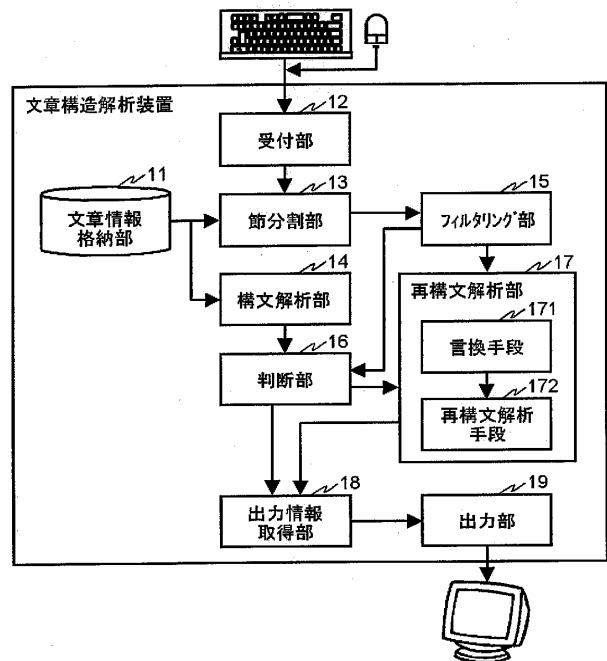 文章構造解析装置
12
受付部
11
文章情報
格納部
13
節分割部
15
フィルタリング部
14
構文解析部
17
再構文解析部
171
言換手段
16
判断部
172
再構文解析
手段
18
出力情報
取得部
19
出力部